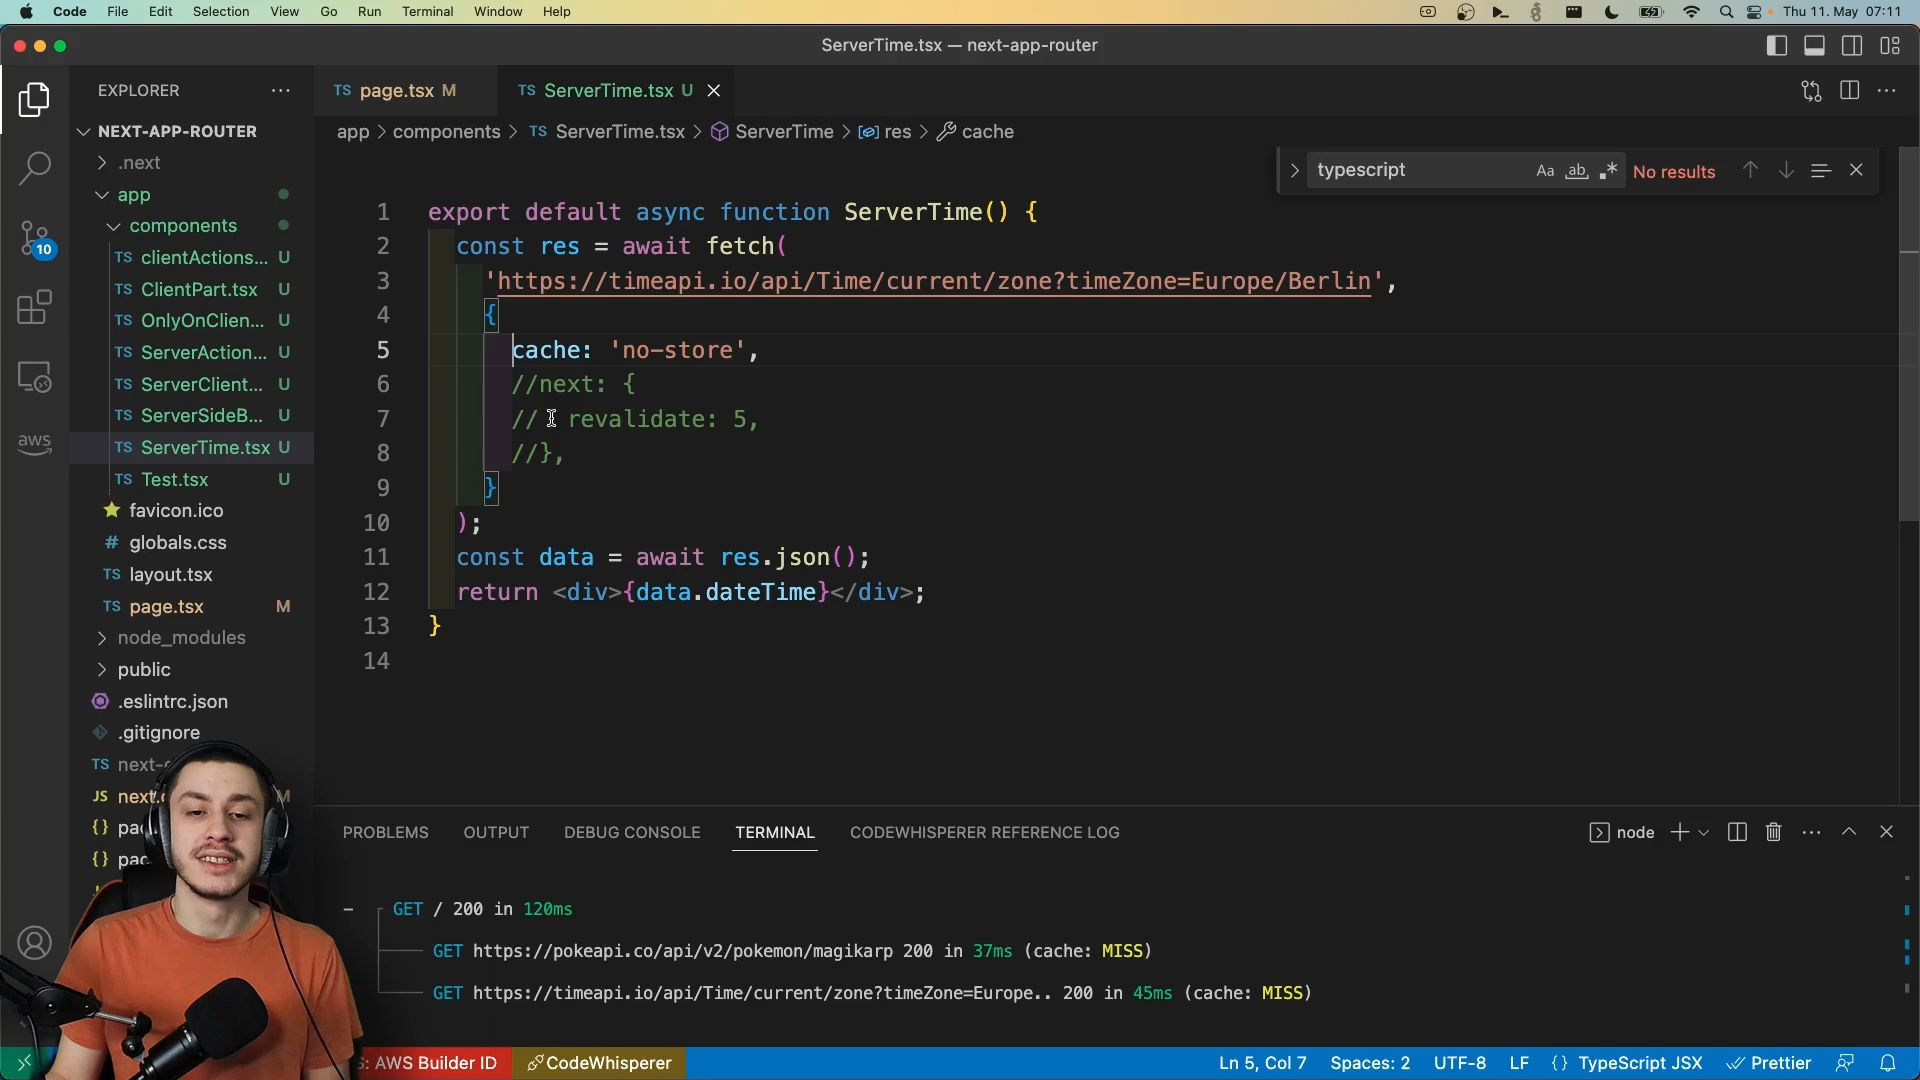 Code File Edit Selection View Go Run Terminal Window Help Thu 11. May 07:11
ServerTime.tsx — next-app-router
EXPLORER
TS page.tsx M
TS ServerTime.tsx U
NEXT-APP-ROUTER
app > components > TS ServerTime.tsx > ServerTime > res > cache
.next
app
components
TS clientActions... U
TS ClientPart.tsx U
TS OnlyOnClien... U
TS ServerAction... U
TS ServerClient... U
TS ServerSideB... U
TS ServerTime.tsx U
TS Test.tsx U
favicon.ico
# globals.css
TS layout.tsx
TS page.tsx M
node_modules
public
.eslintrc.json
.gitignore
TS next-
JS next. M
{} pac
{} pac
10
aws
typescript Aa ab .* No results
1 export default async function ServerTime() {
2 const res = await fetch(
3 'https://timeapi.io/api/Time/current/zone?timeZone=Europe/Berlin',
4 {
5 cache: 'no-store',
6 //next: {
7 // revalidate: 5,
8 //},
9 }
10 );
11 const data = await res.json();
12 return <div>{data.dateTime}</div>;
13 }
14
PROBLEMS OUTPUT DEBUG CONSOLE TERMINAL CODEWHISPERER REFERENCE LOG node
GET / 200 in 120ms
GET https://pokeapi.co/api/v2/pokemon/magikarp 200 in 37ms (cache: MISS)
GET https://timeapi.io/api/Time/current/zone?timeZone=Europe.. 200 in 45ms (cache: MISS)
: AWS Builder ID CodeWhisperer Ln 5, Col 7 Spaces: 2 UTF-8 LF {} TypeScript JSX Prettier